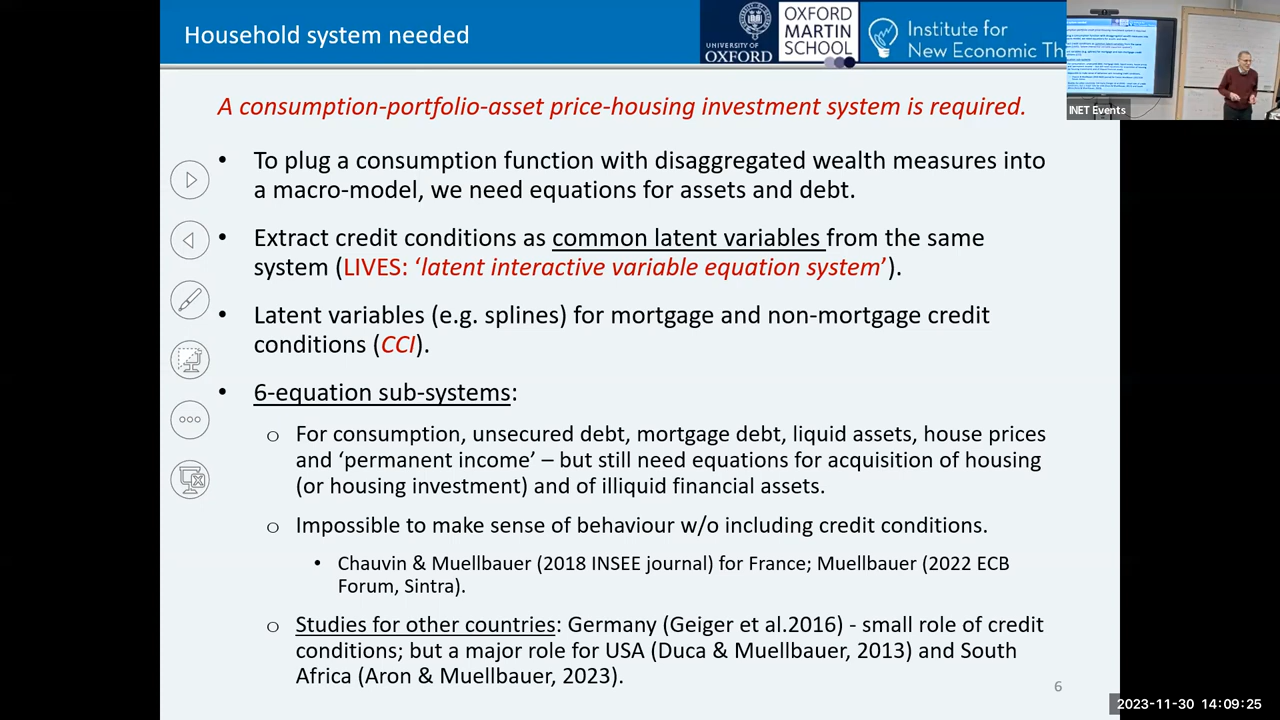 Household system needed
UNIVERSITY OF
OXFORD
OXFORD
MARTIN
SCHOOL
Institute for
New Economic Th
INET Events
A consumption-portfolio-asset price-housing investment system is required.
• To plug a consumption function with disaggregated wealth measures into
a macro-model, we need equations for assets and debt.
• Extract credit conditions as common latent variables from the same
system (LIVES: ‘latent interactive variable equation system’).
• Latent variables (e.g. splines) for mortgage and non-mortgage credit
conditions (CCI).
• 6-equation sub-systems:
o For consumption, unsecured debt, mortgage debt, liquid assets, house prices
and ‘permanent income’ – but still need equations for acquisition of housing
(or housing investment) and of illiquid financial assets.
o Impossible to make sense of behaviour w/o including credit conditions.
• Chauvin & Muellbauer (2018 INSEE journal) for France; Muellbauer (2022 ECB
Forum, Sintra).
o Studies for other countries: Germany (Geiger et al.2016) - small role of credit
conditions; but a major role for USA (Duca & Muellbauer, 2013) and South
Africa (Aron & Muellbauer, 2023).
6
2023-11-30 14:09:25